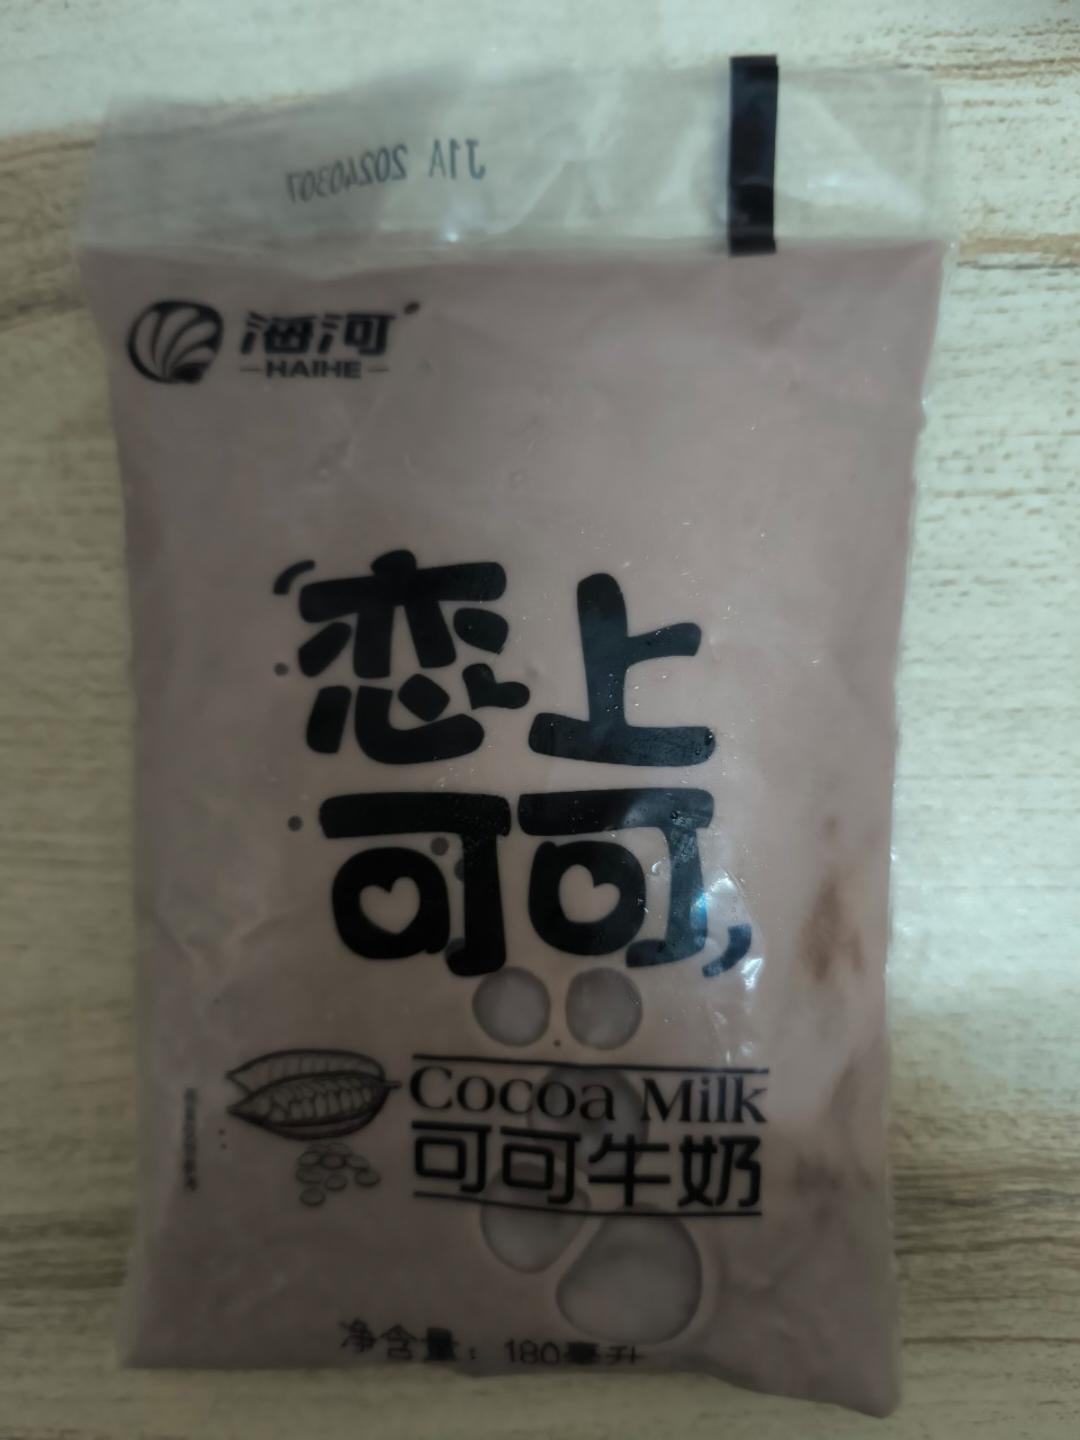 J1A 20240307
海河
HAIHE
恋上
可可
Cocoa Milk
可可牛奶
净含量：180毫升